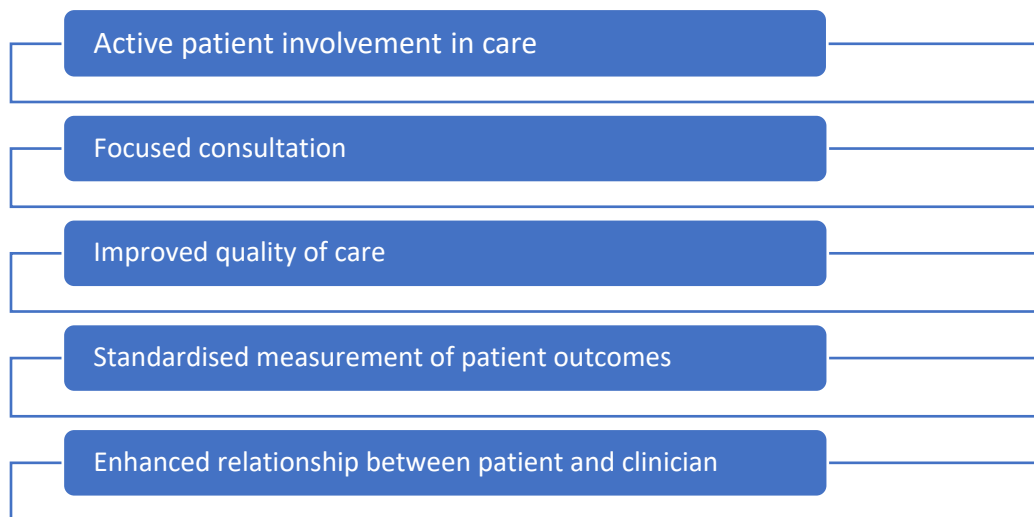 Active patient involvement in care
Focused consultation
Improved quality of care
Standardised measurement of patient outcomes
Enhanced relationship between patient and clinician